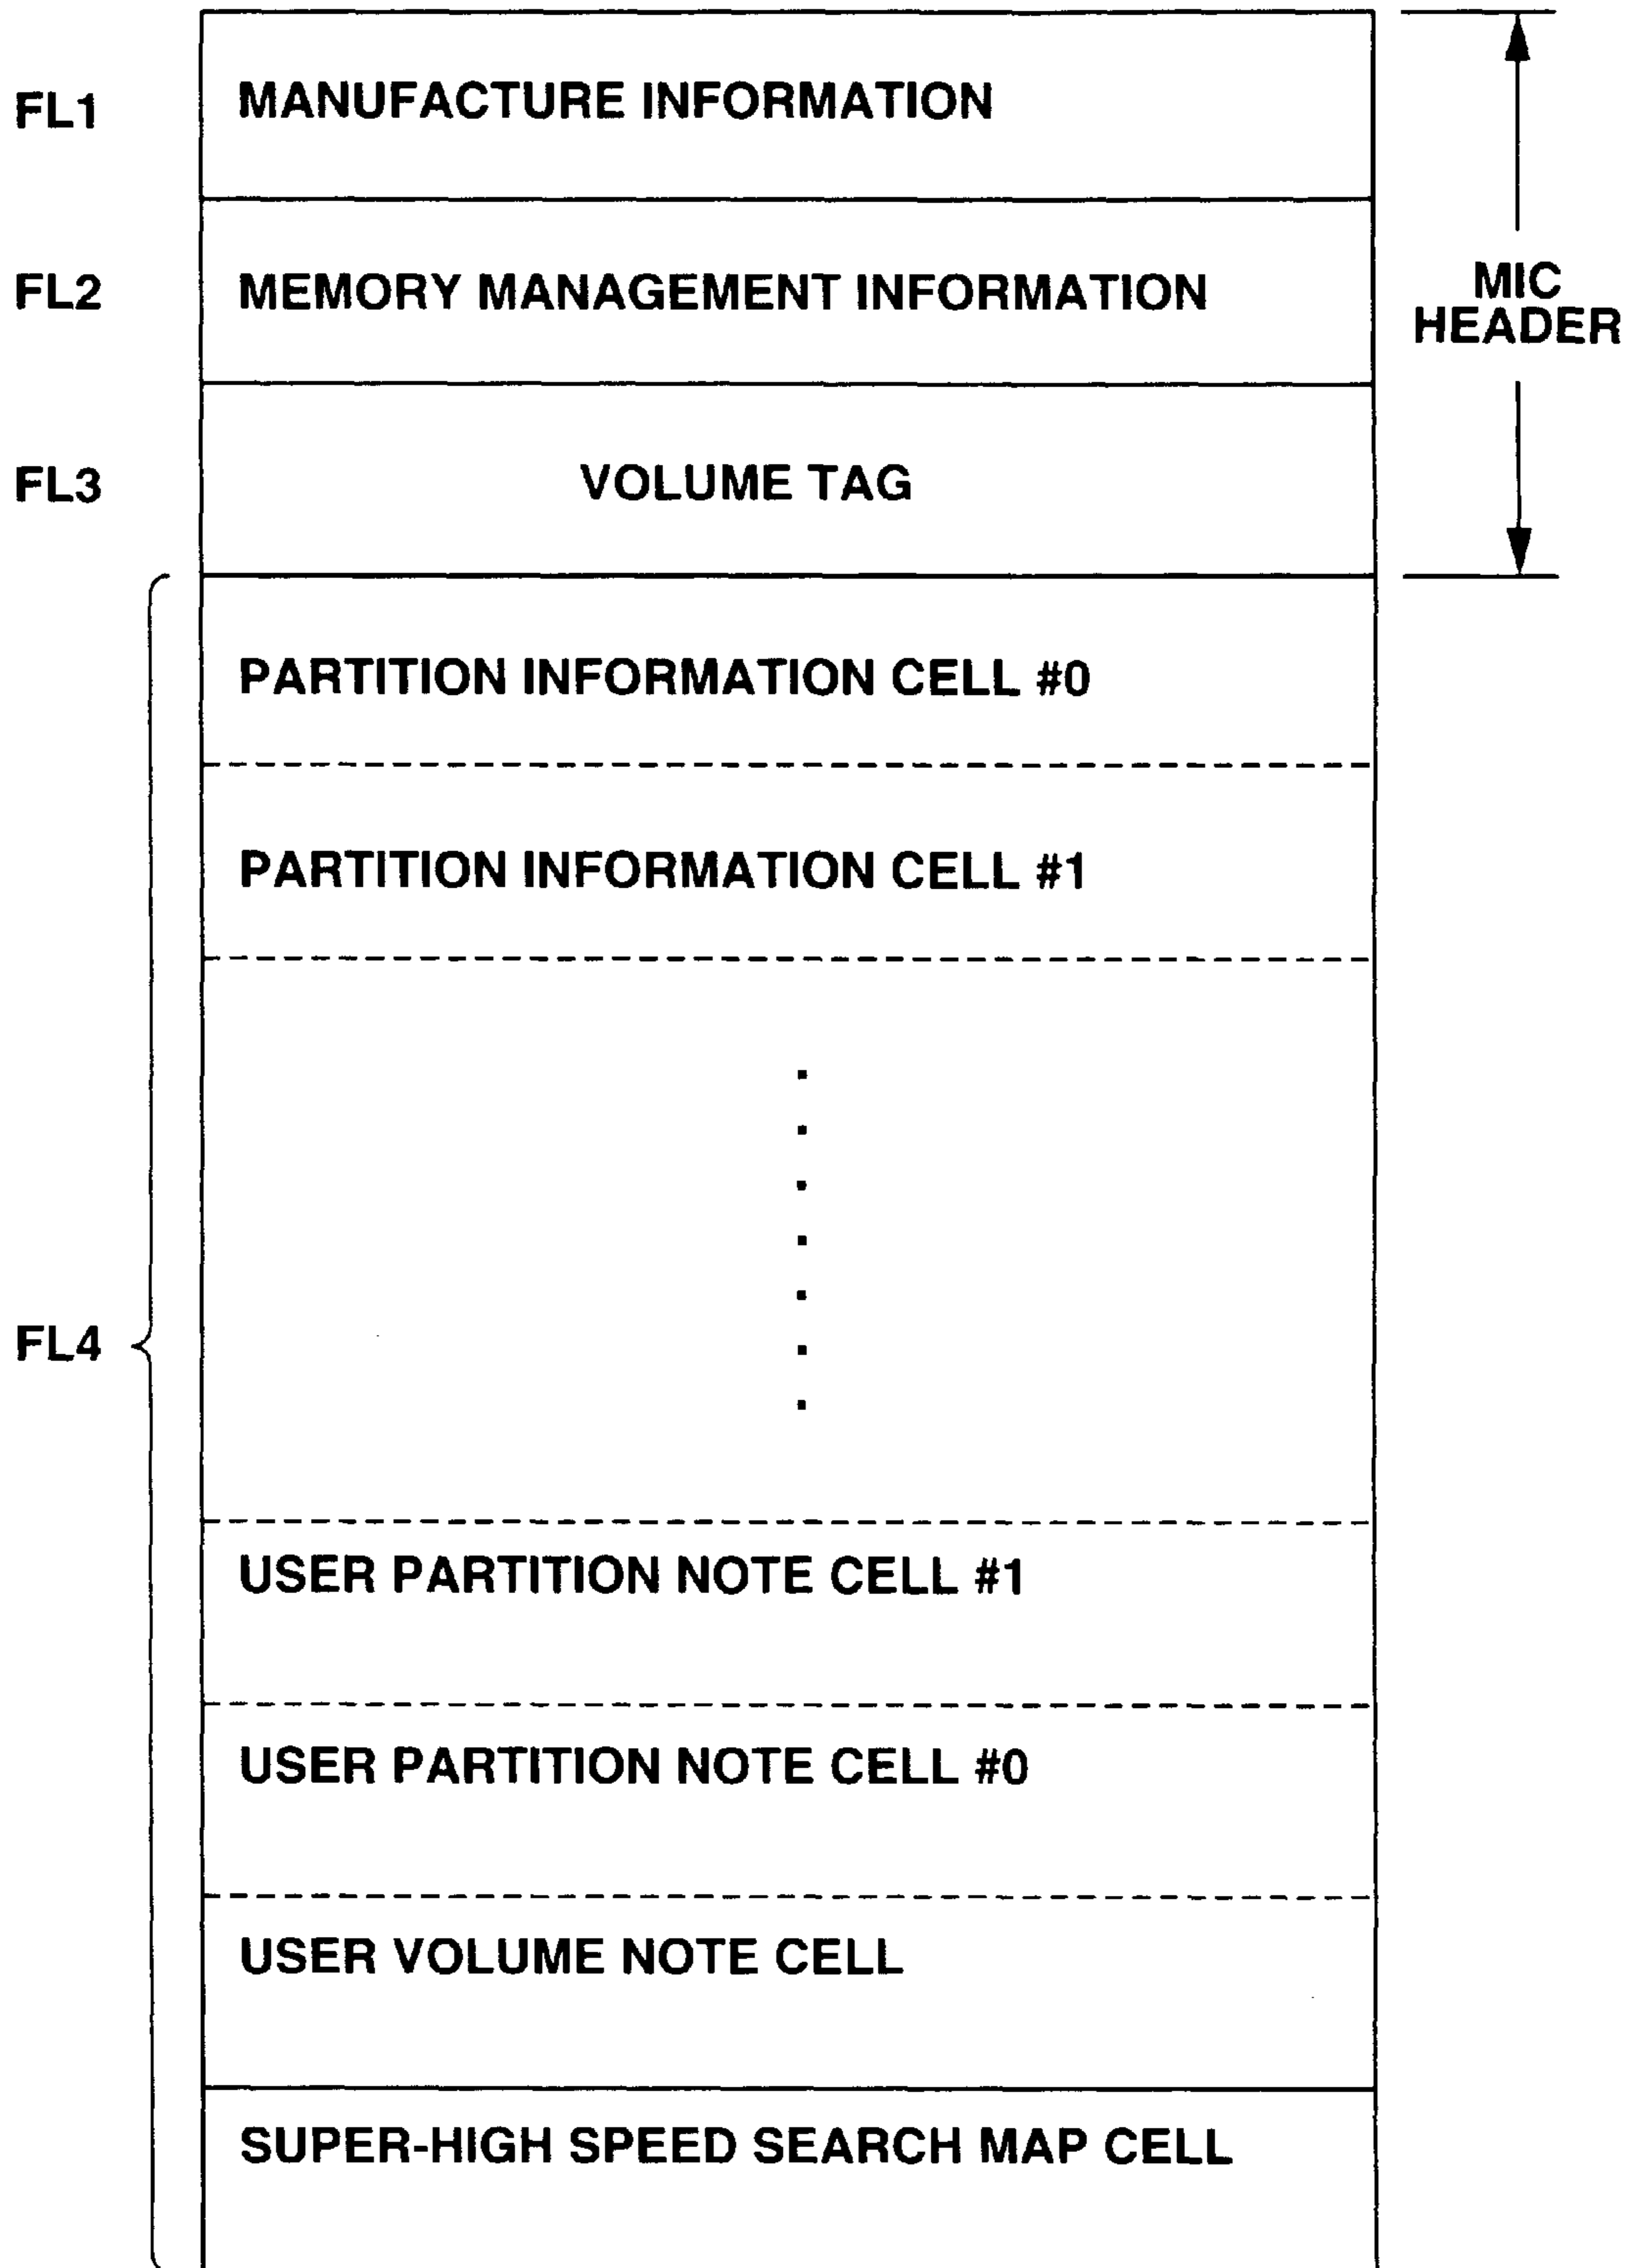 FL1 MANUFACTURE INFORMATION
FL2 MEMORY MANAGEMENT INFORMATION
MIC
HEADER
FL3 VOLUME TAG
PARTITION INFORMATION CELL #0
PARTITION INFORMATION CELL #1
FL4
USER PARTITION NOTE CELL #1
USER PARTITION NOTE CELL #0
USER VOLUME NOTE CELL
SUPER-HIGH SPEED SEARCH MAP CELL